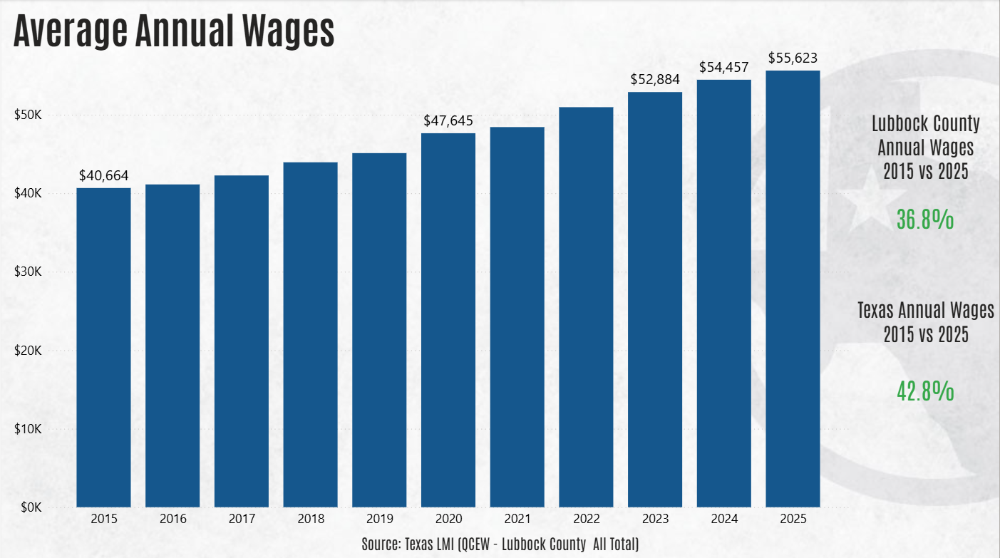 Average Annual Wages
$55,623
$54,457
$52,884
$50K
$47,645
$40,664
$40K
$30K
$20K
$10K
$0K
2015 2016 2017 2018 2019 2020 2021 2022 2023 2024 2025
Source: Texas LMI (QCEW - Lubbock County All Total)
Lubbock County
Annual Wages
2015 vs 2025
36.8%
Texas Annual Wages
2015 vs 2025
42.8%